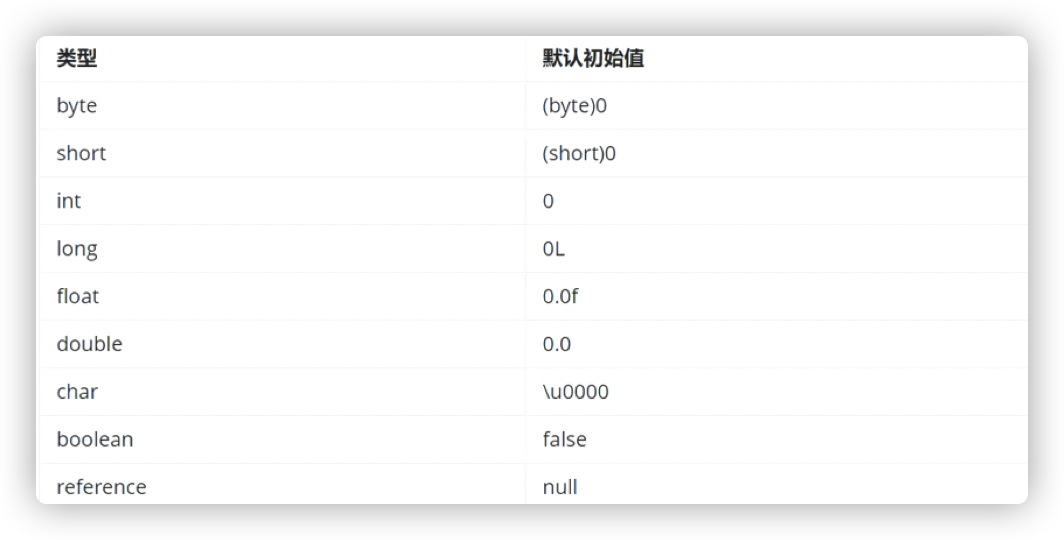 类型 默认初始值
byte (byte)0
short (short)0
int 0
long 0L
float 0.0f
double 0.0
char \u0000
boolean false
reference null